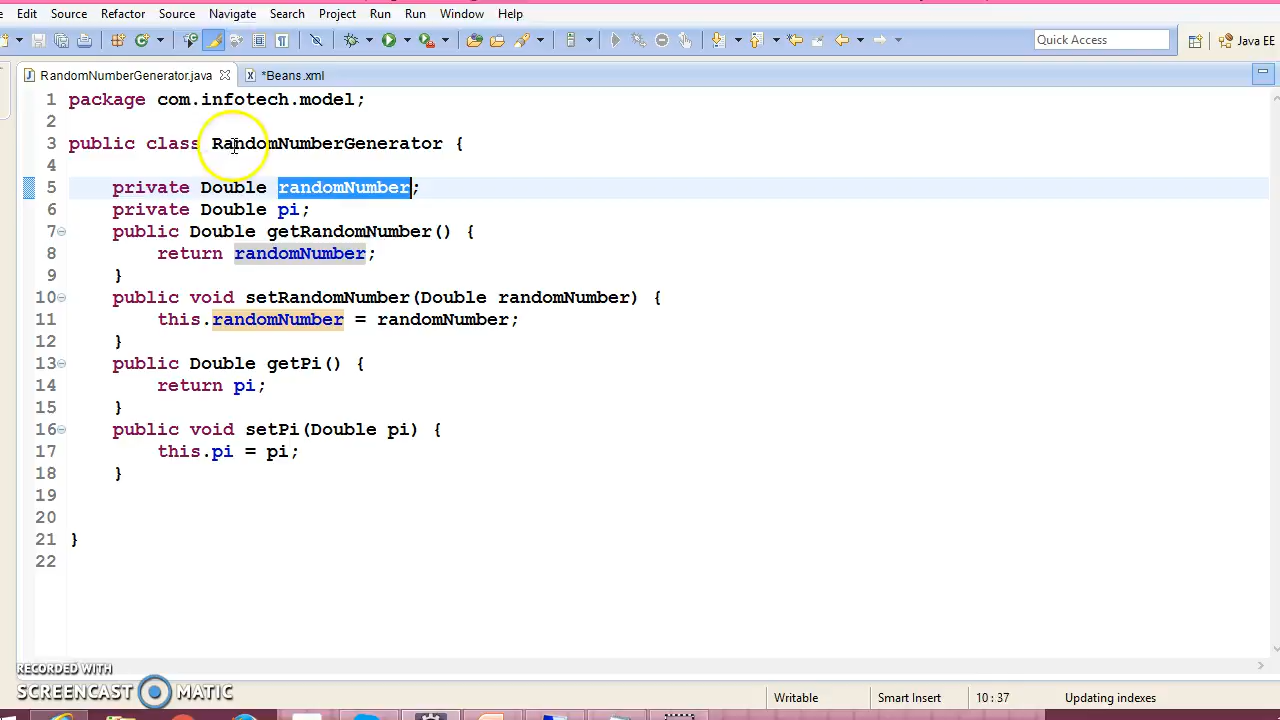 Edit Source Refactor Source Navigate Search Project Run Run Window Help
Quick Access
Java EE
RandomNumberGenerator.java
*Beans.xml
1 package com.infotech.model;
2
3 public class RandomNumberGenerator {
4
5 private Double randomNumber;
6 private Double pi;
7 public Double getRandomNumber() {
8 return randomNumber;
9 }
10 public void setRandomNumber(Double randomNumber) {
11 this.randomNumber = randomNumber;
12 }
13 public Double getPi() {
14 return pi;
15 }
16 public void setPi(Double pi) {
17 this.pi = pi;
18 }
19
20
21 }
22
RECORDED WITH
SCREENCAST MATIC
Writable Smart Insert 10 : 37 Updating indexes